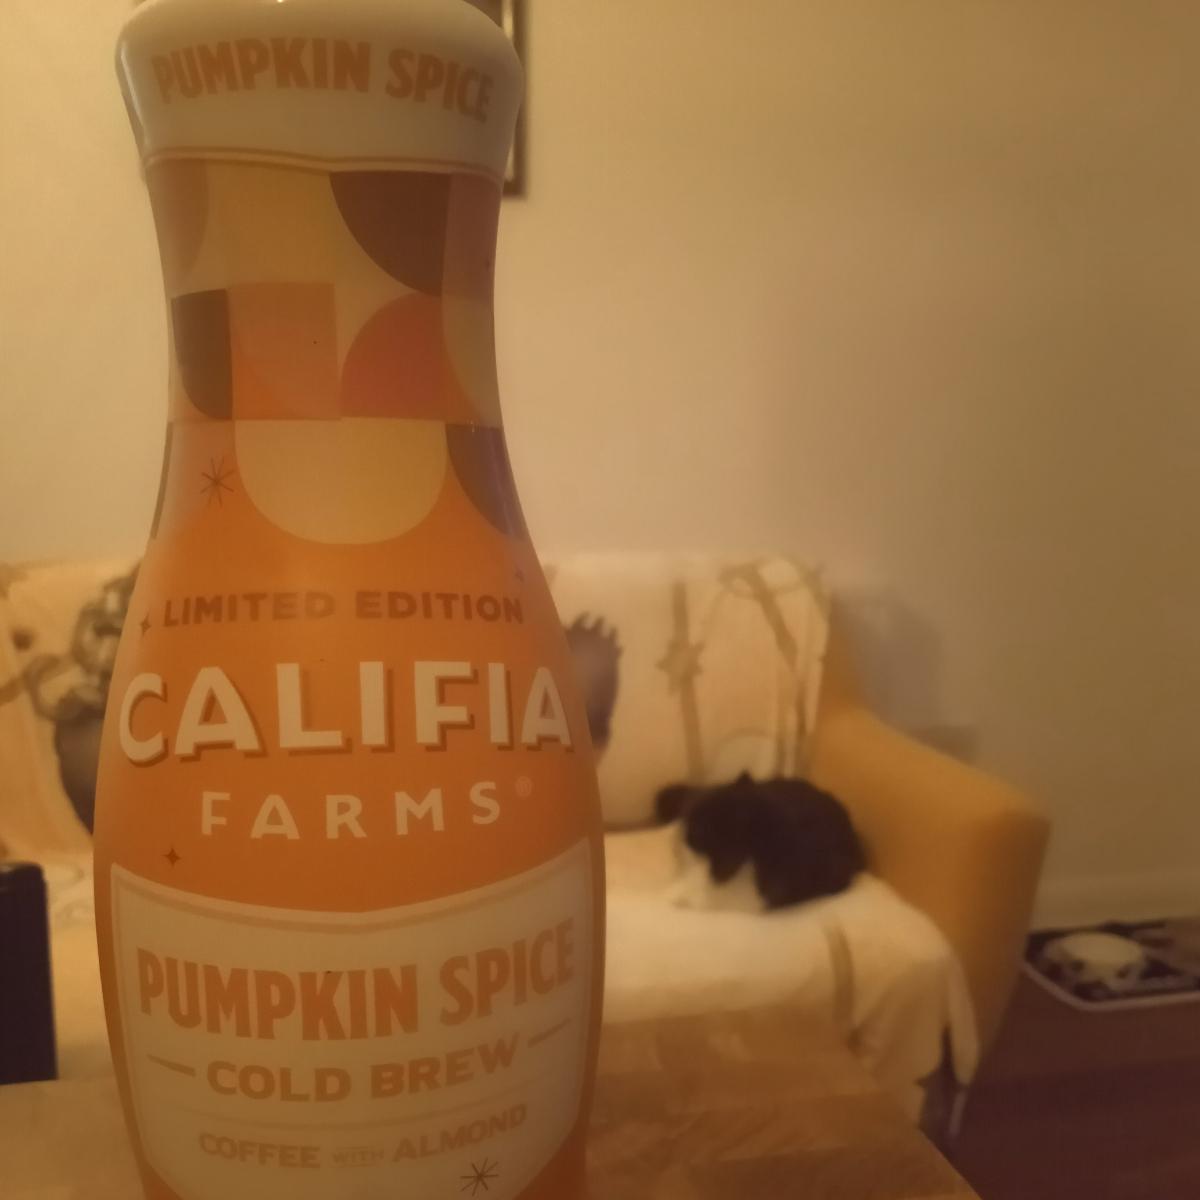 PUMPKIN SPICE
LIMITED EDITION
CALIFIA
FARMS®
PUMPKIN SPICE
COLD BREW
COFFEE WITH ALMOND